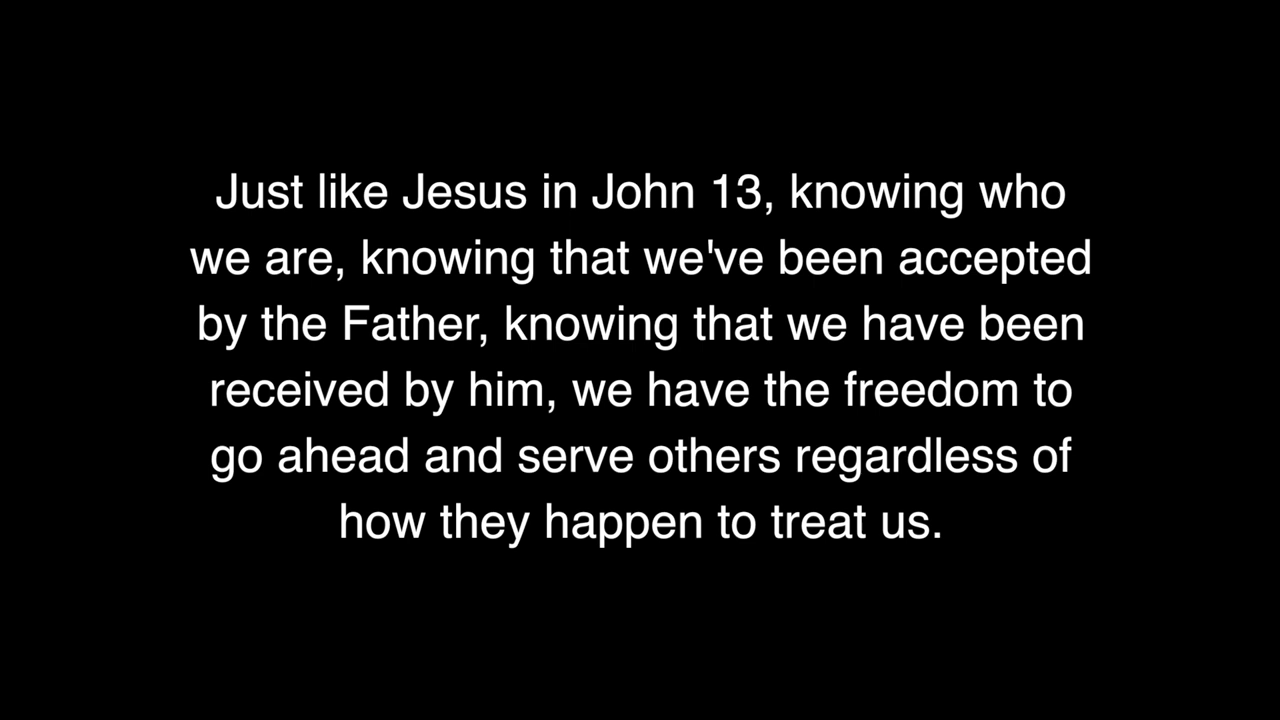 Just like Jesus in John 13, knowing who
we are, knowing that we've been accepted
by the Father, knowing that we have been
received by him, we have the freedom to
go ahead and serve others regardless of
how they happen to treat us.